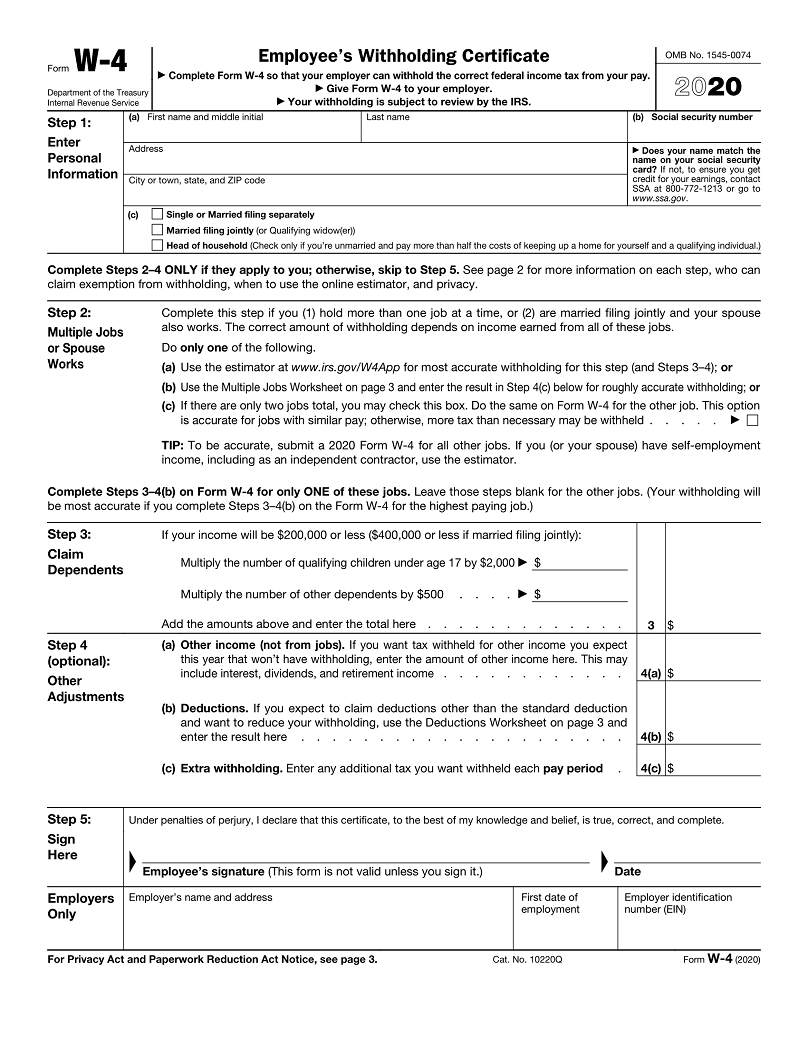 Form W-4
Department of the Treasury
Internal Revenue Service
Employee's Withholding Certificate
▶ Complete Form W-4 so that your employer can withhold the correct federal income tax from your pay.
▶ Give Form W-4 to your employer.
▶ Your withholding is subject to review by the IRS.
OMB No. 1545-0074
2020
Step 1:
Enter
Personal
Information
(a) First name and middle initial
Last name
(b) Social security number
Address
City or town, state, and ZIP code
▶ Does your name match the
name on your social security
card? If not, to ensure you get
credit for your earnings, contact
SSA at 800-772-1213 or go to
www.ssa.gov.
(c) Single or Married filing separately
Married filing jointly (or Qualifying widow(er))
Head of household (Check only if you're unmarried and pay more than half the costs of keeping up a home for yourself and a qualifying individual.)
Complete Steps 2–4 ONLY if they apply to you; otherwise, skip to Step 5. See page 2 for more information on each step, who can
claim exemption from withholding, when to use the online estimator, and privacy.
Step 2:
Multiple Jobs
or Spouse
Works
Complete this step if you (1) hold more than one job at a time, or (2) are married filing jointly and your spouse
also works. The correct amount of withholding depends on income earned from all of these jobs.
Do only one of the following.
(a) Use the estimator at www.irs.gov/W4App for most accurate withholding for this step (and Steps 3–4); or
(b) Use the Multiple Jobs Worksheet on page 3 and enter the result in Step 4(c) below for roughly accurate withholding; or
(c) If there are only two jobs total, you may check this box. Do the same on Form W-4 for the other job. This option
is accurate for jobs with similar pay; otherwise, more tax than necessary may be withheld . . . . . ▶
TIP: To be accurate, submit a 2020 Form W-4 for all other jobs. If you (or your spouse) have self-employment
income, including as an independent contractor, use the estimator.
Complete Steps 3–4(b) on Form W-4 for only ONE of these jobs. Leave those steps blank for the other jobs. (Your withholding will
be most accurate if you complete Steps 3–4(b) on the Form W-4 for the highest paying job.)
Step 3:
Claim
Dependents
If your income will be $200,000 or less ($400,000 or less if married filing jointly):
Multiply the number of qualifying children under age 17 by $2,000 ▶ $
Multiply the number of other dependents by $500 . . . . ▶ $
Add the amounts above and enter the total here . . . . . . . . . . . . . 3 $
Step 4
(optional):
Other
Adjustments
(a) Other income (not from jobs). If you want tax withheld for other income you expect
this year that won't have withholding, enter the amount of other income here. This may
include interest, dividends, and retirement income . . . . . . . . . . . . 4(a) $
(b) Deductions. If you expect to claim deductions other than the standard deduction
and want to reduce your withholding, use the Deductions Worksheet on page 3 and
enter the result here . . . . . . . . . . . . . . . . . . . . 4(b) $
(c) Extra withholding. Enter any additional tax you want withheld each pay period . 4(c) $
Step 5:
Sign
Here
Under penalties of perjury, I declare that this certificate, to the best of my knowledge and belief, is true, correct, and complete.
Employee's signature (This form is not valid unless you sign it.)
Date
Employers
Only
Employer's name and address
First date of
employment
Employer identification
number (EIN)
For Privacy Act and Paperwork Reduction Act Notice, see page 3.
Cat. No. 10220Q
Form W-4 (2020)